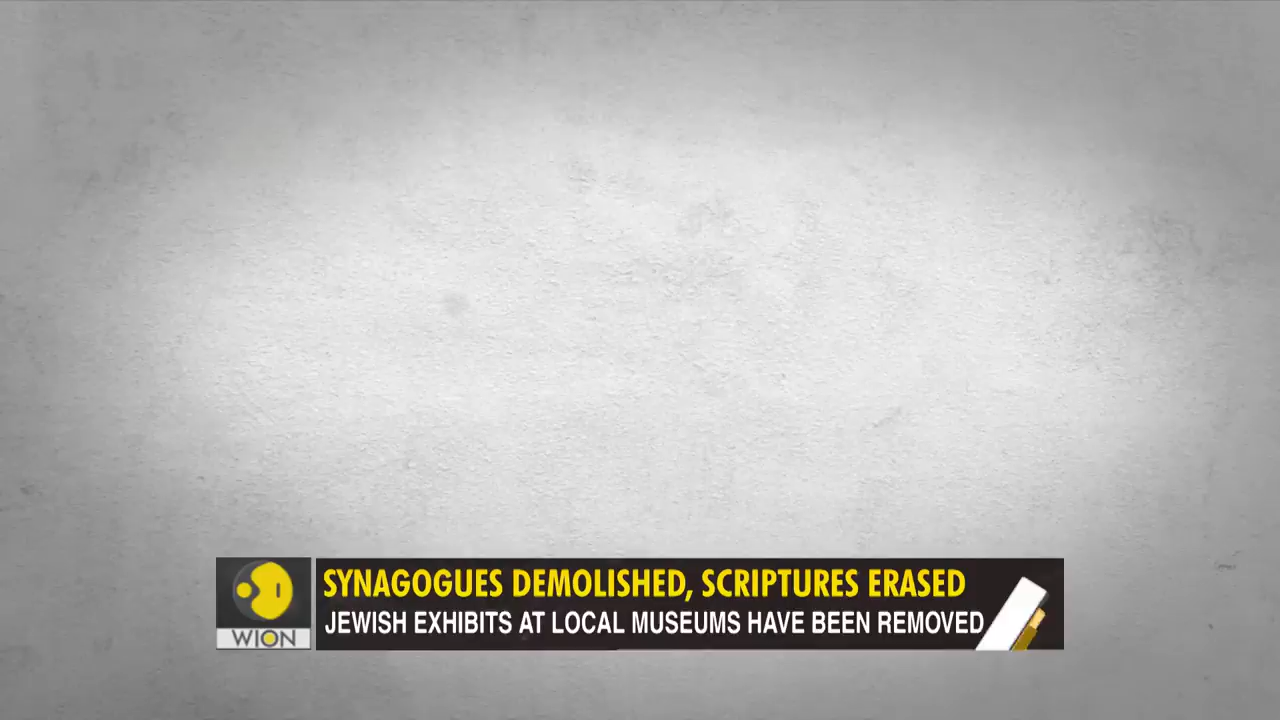 SYNAGOGUES DEMOLISHED, SCRIPTURES ERASED
JEWISH EXHIBITS AT LOCAL MUSEUMS HAVE BEEN REMOVED
WION